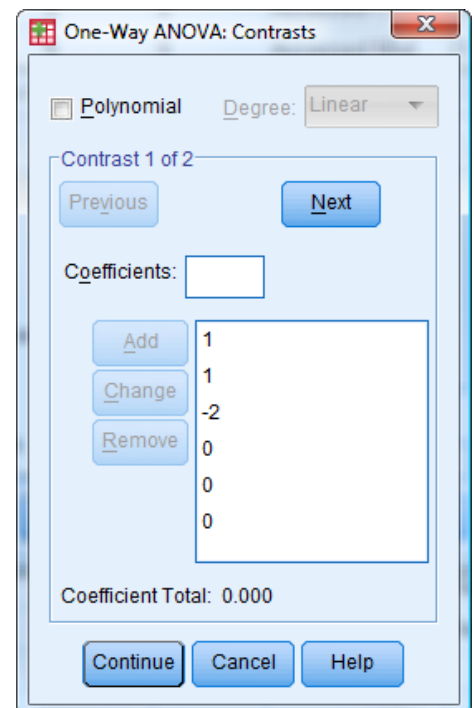 One-Way ANOVA: Contrasts
Polynomial Degree: Linear
Contrast 1 of 2
Previous Next
Coefficients:
Add
Change
Remove
1
1
-2
0
0
0
Coefficient Total: 0.000
Continue Cancel Help